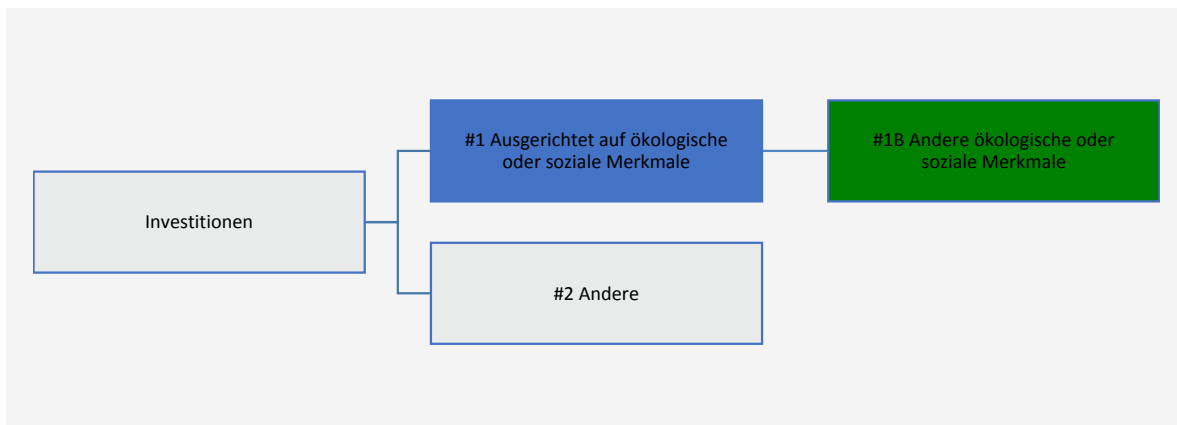 #1 Ausgerichtet auf ökologische
oder soziale Merkmale
#1B Andere ökologische oder
soziale Merkmale
Investitionen
#2 Andere